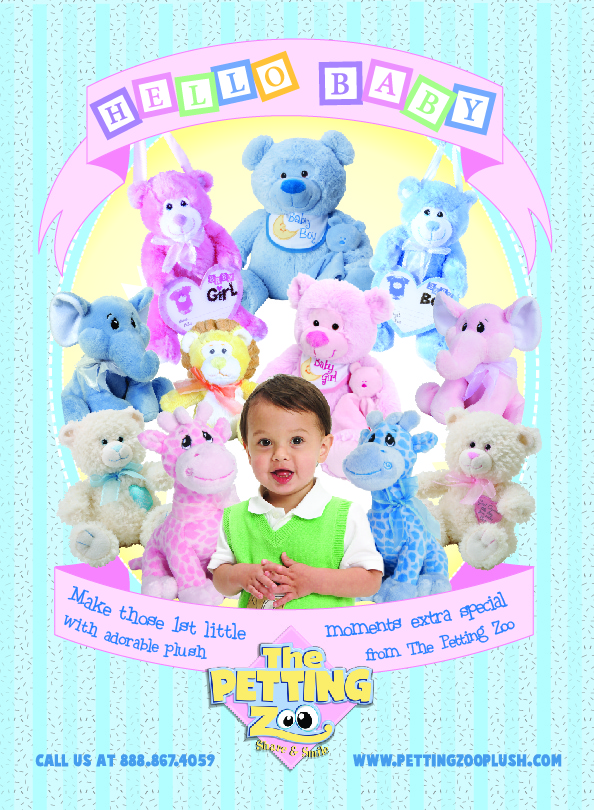 HELLO BABY
Baby
Boy
Girl
Baby
Girl
Make those 1st little
with adorable plush
moments extra special
from The Petting Zoo
The
PETTING
Zoo
CALL US AT 888.867.4059
WWW.PETTINGZOOPLUSH.COM